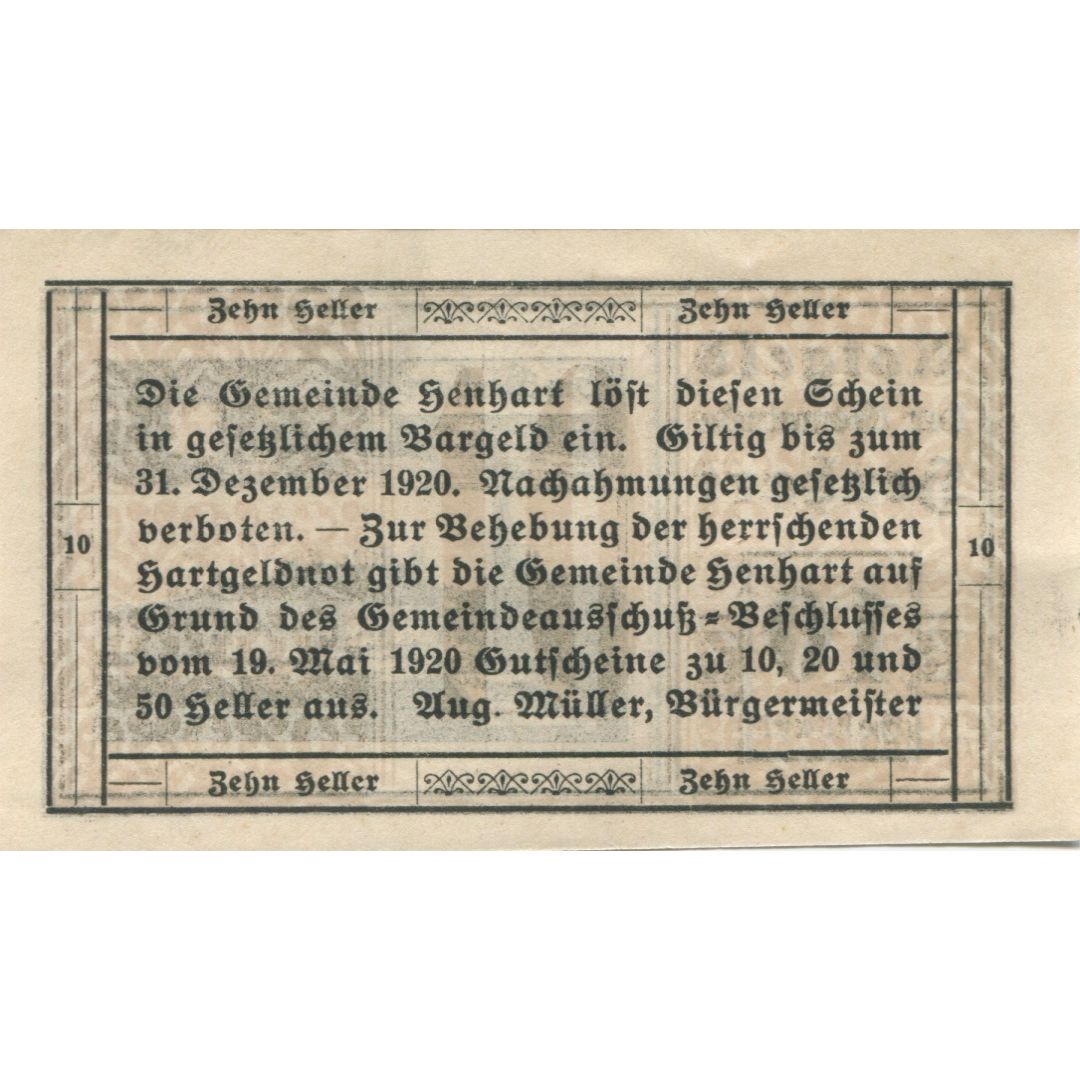 Zehn Heller Zehn Heller
Die Gemeinde Henhart löst diesen Schein
in gesetzlichem Bargeld ein. Giltig bis zum
31. Dezember 1920. Nachahmungen gesetzlich
verboten. — Zur Behebung der herrschenden
10
Hartgeldnot gibt die Gemeinde Henhart auf
10
Grund des Gemeindeausschuß-Beschlusses
vom 19. Mai 1920 Gutscheine zu 10, 20 und
50 Heller aus. Aug. Müller, Bürgermeister
Zehn Heller Zehn Heller